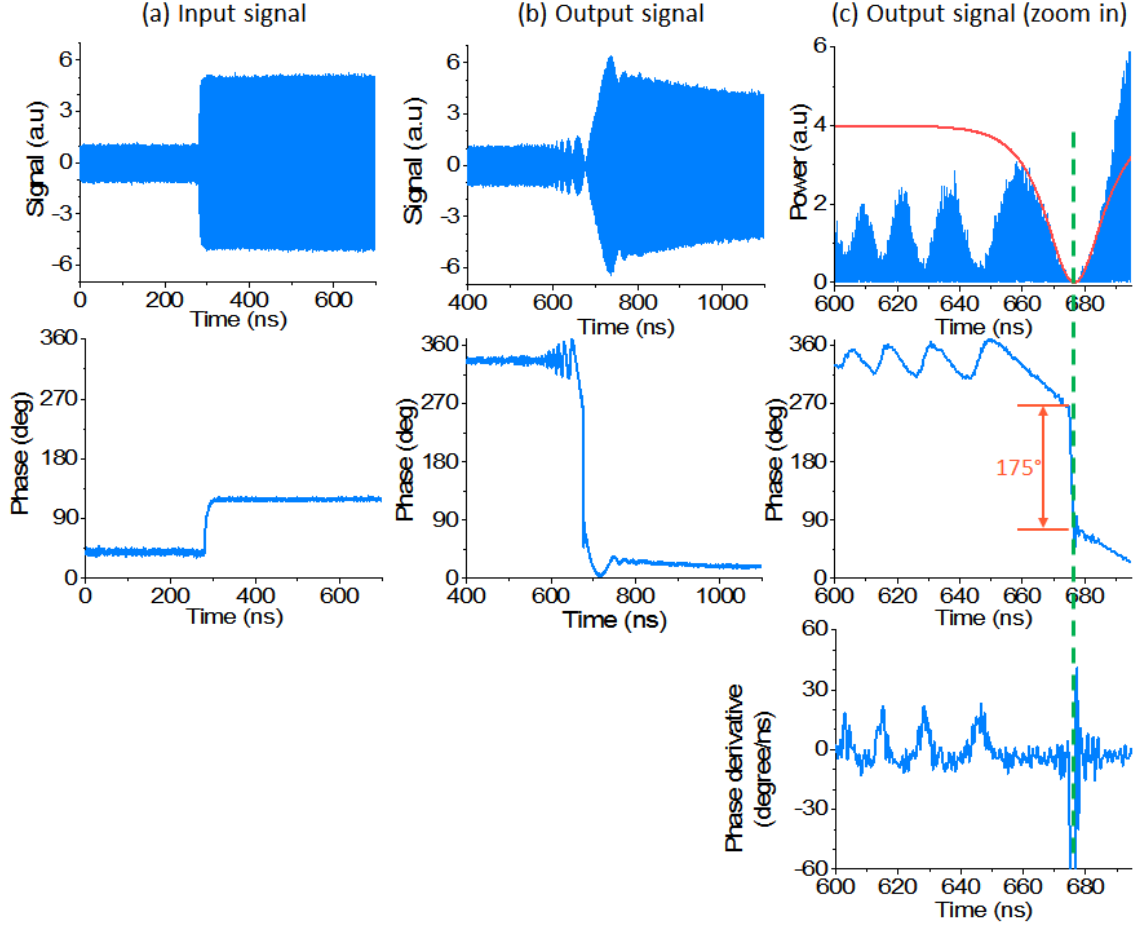 (a) Input signal
(b) Output signal
(c) Output signal (zoom in)
Signal (a.u)
6
3
0
-3
-6
0 200 400 600
Time (ns)
Signal (a.u)
6
3
0
-3
-6
400 600 800 1000
Time (ns)
Power (a.u)
6
4
2
0
600 620 640 660 680
Time (ns)
Phase (deg)
360
270
180
90
0
0 200 400 600
Time (ns)
Phase (deg)
360
270
180
90
0
400 600 800 1000
Time (ns)
Phase (deg)
360
270
180
90
0
175°
600 620 640 660 680
Time (ns)
Phase derivative
(degree/ns)
60
30
0
-30
-60
600 620 640 660 680
Time (ns)